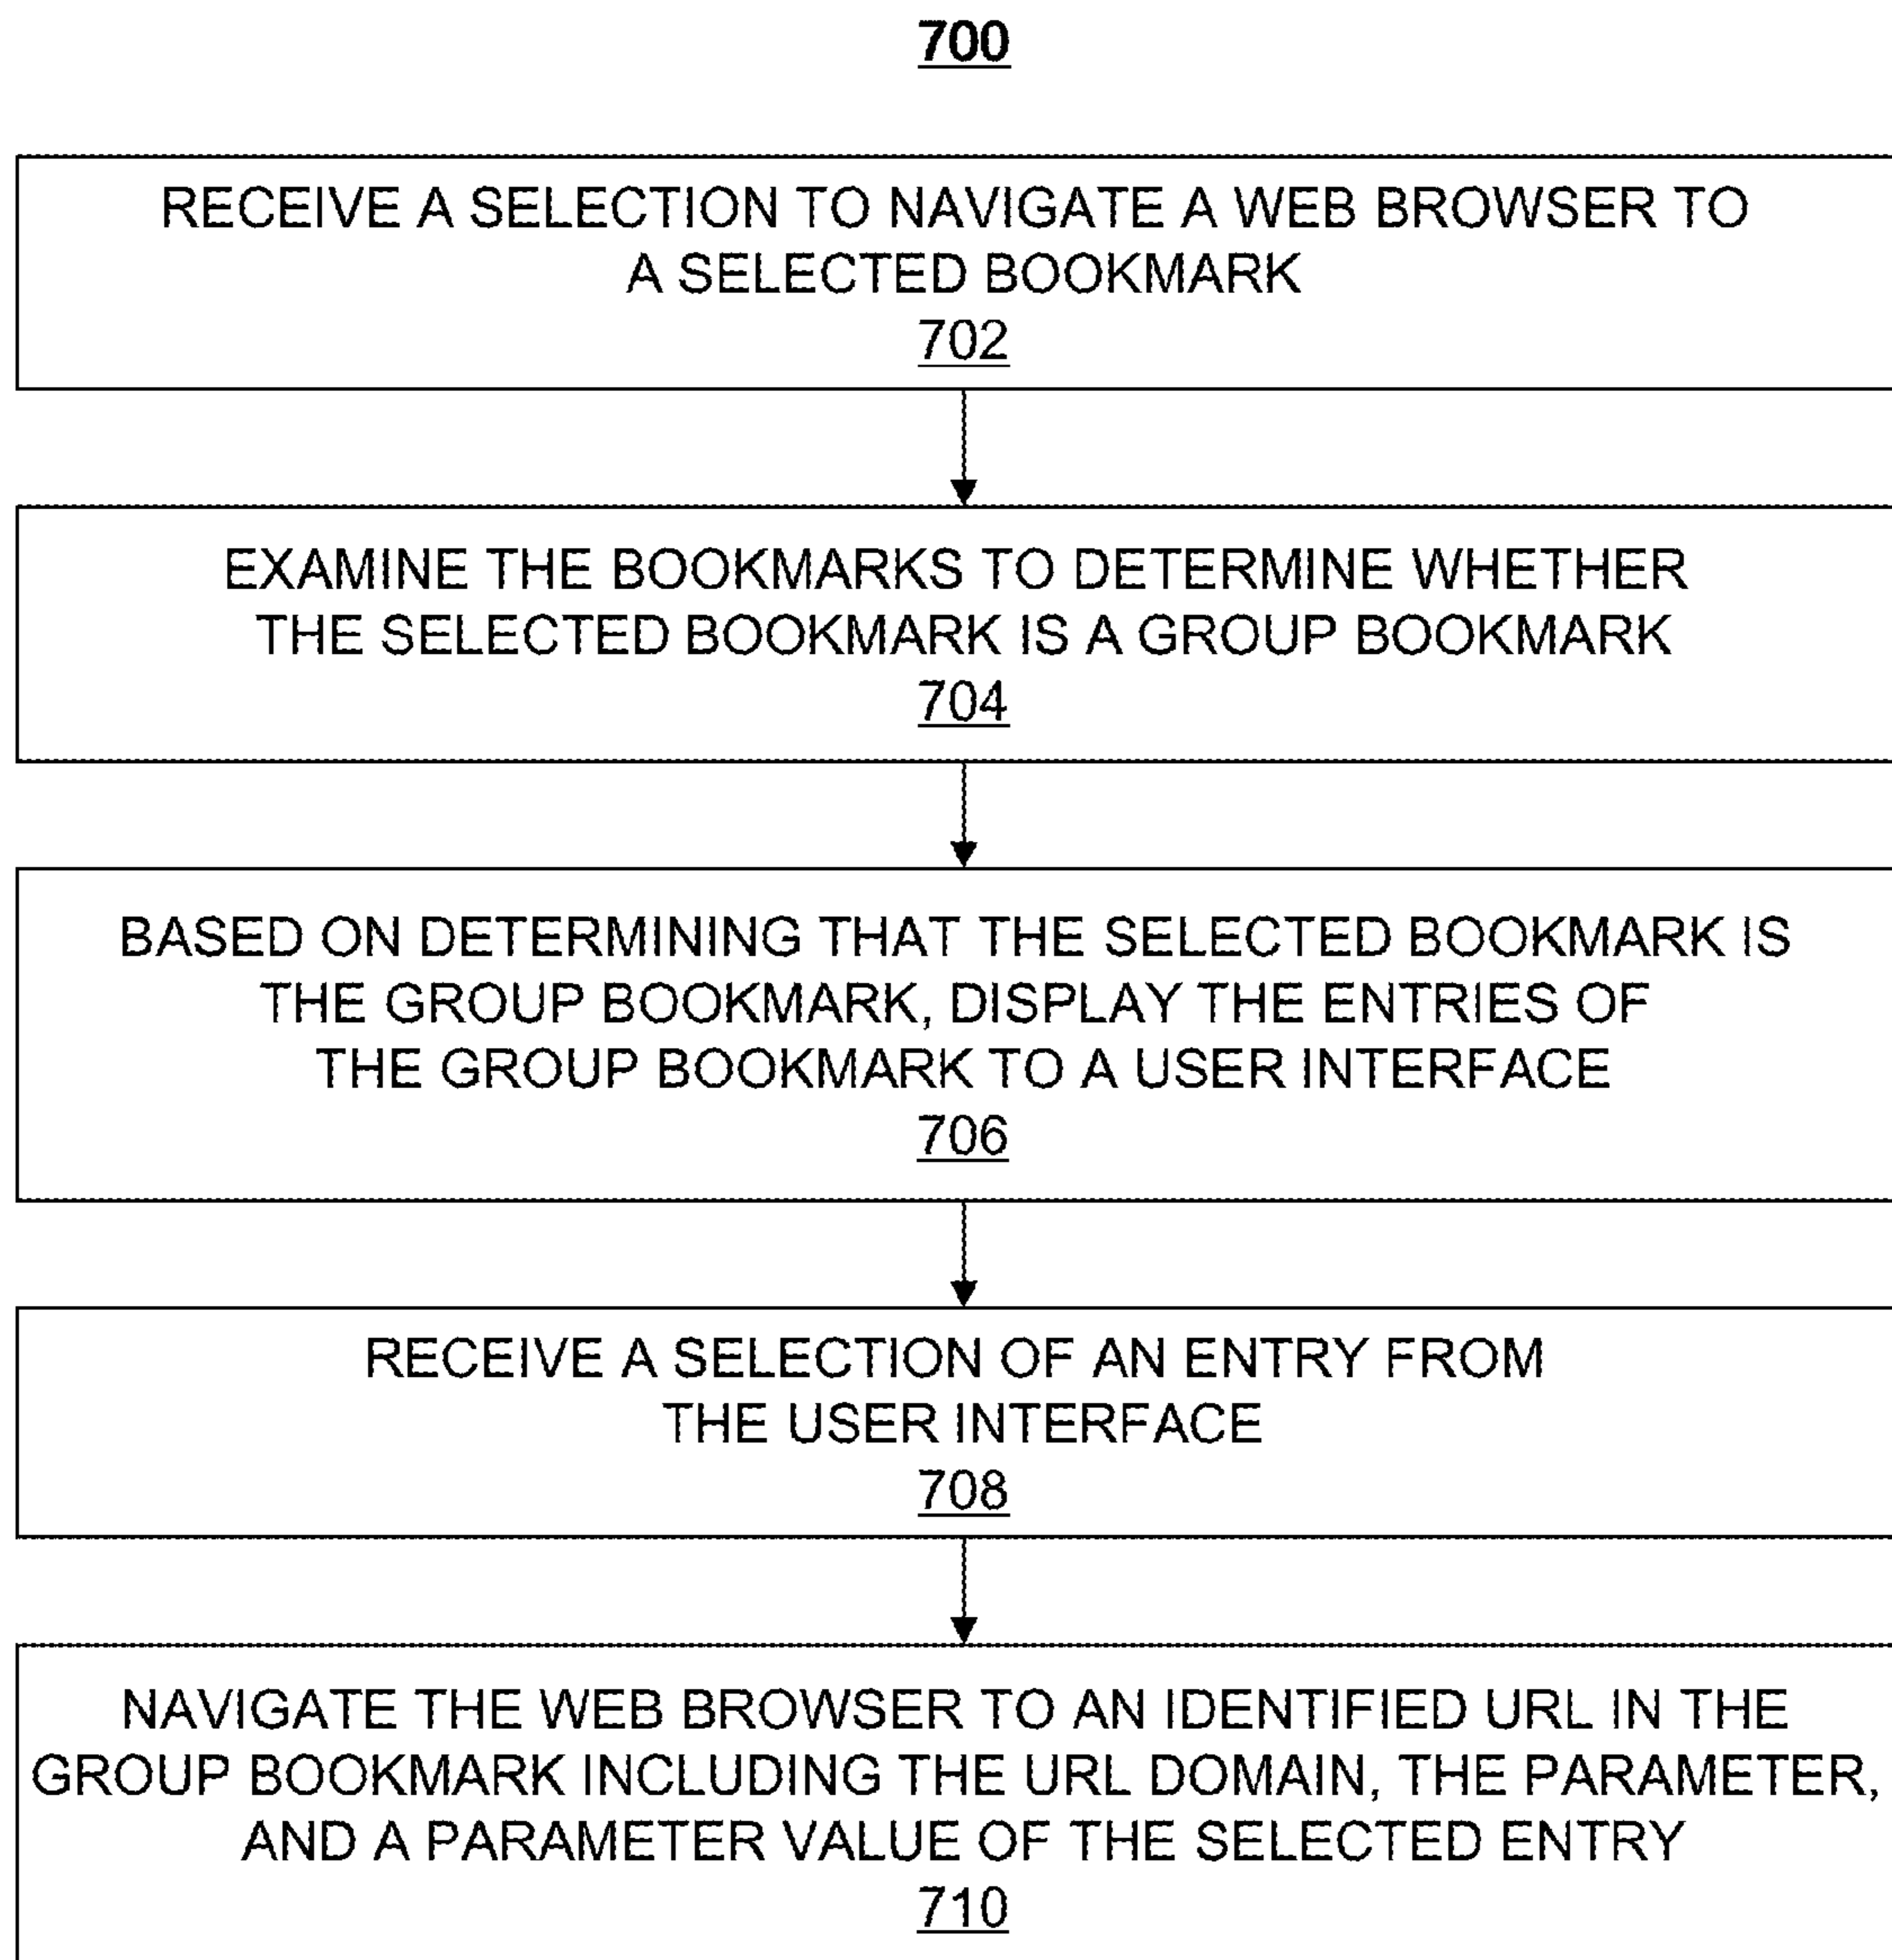 700
RECEIVE A SELECTION TO NAVIGATE A WEB BROWSER TO
A SELECTED BOOKMARK
702
EXAMINE THE BOOKMARKS TO DETERMINE WHETHER
THE SELECTED BOOKMARK IS A GROUP BOOKMARK
704
BASED ON DETERMINING THAT THE SELECTED BOOKMARK IS
THE GROUP BOOKMARK, DISPLAY THE ENTRIES OF
THE GROUP BOOKMARK TO A USER INTERFACE
706
RECEIVE A SELECTION OF AN ENTRY FROM
THE USER INTERFACE
708
NAVIGATE THE WEB BROWSER TO AN IDENTIFIED URL IN THE
GROUP BOOKMARK INCLUDING THE URL DOMAIN, THE PARAMETER,
AND A PARAMETER VALUE OF THE SELECTED ENTRY
710